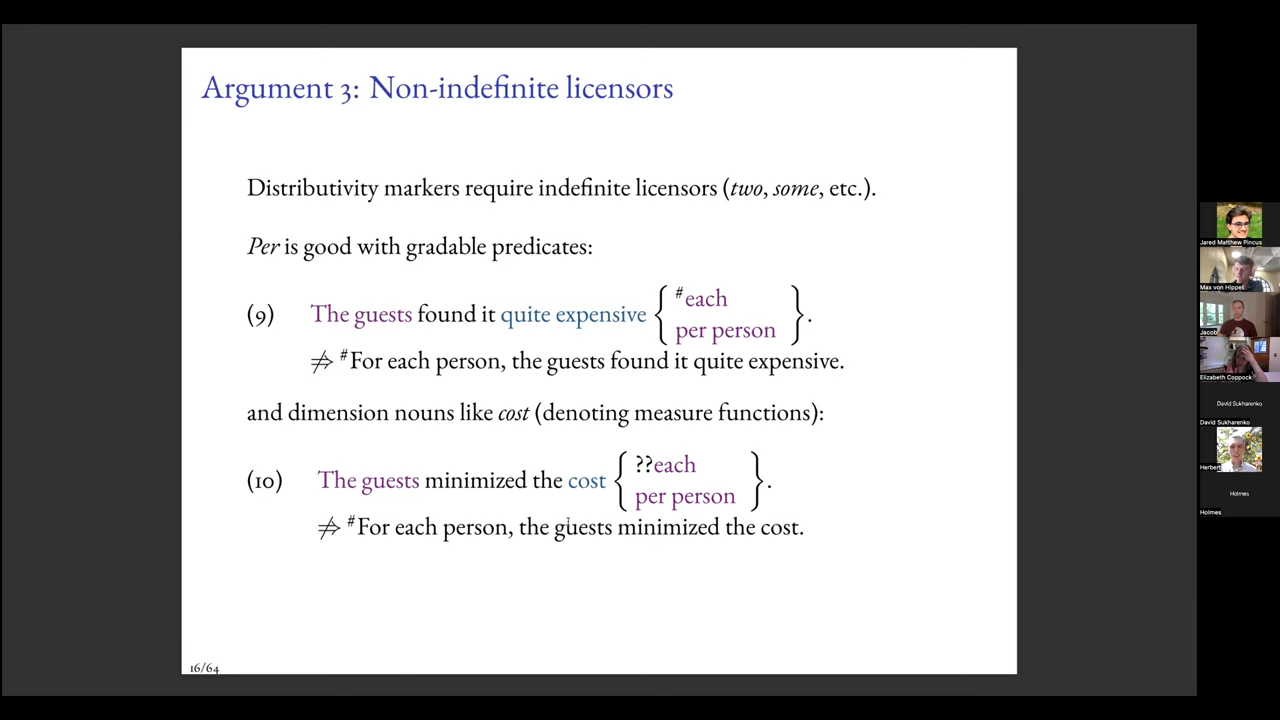 Argument 3: Non-indefinite licensors
Distributivity markers require indefinite licensors (two, some, etc.).
Per is good with gradable predicates:
(9) The guests found it quite expensive { #each
per person } .
⇏ #For each person, the guests found it quite expensive.
and dimension nouns like cost (denoting measure functions):
(10) The guests minimized the cost { ??each
per person } .
⇏ #For each person, the guests minimized the cost.
16/64
Jared Matthew Pincus
Max von Hippel
Jacob
Elizabeth Coppock
David Sukharenko
David Sukharenko
Herbert
Holmes
Holmes